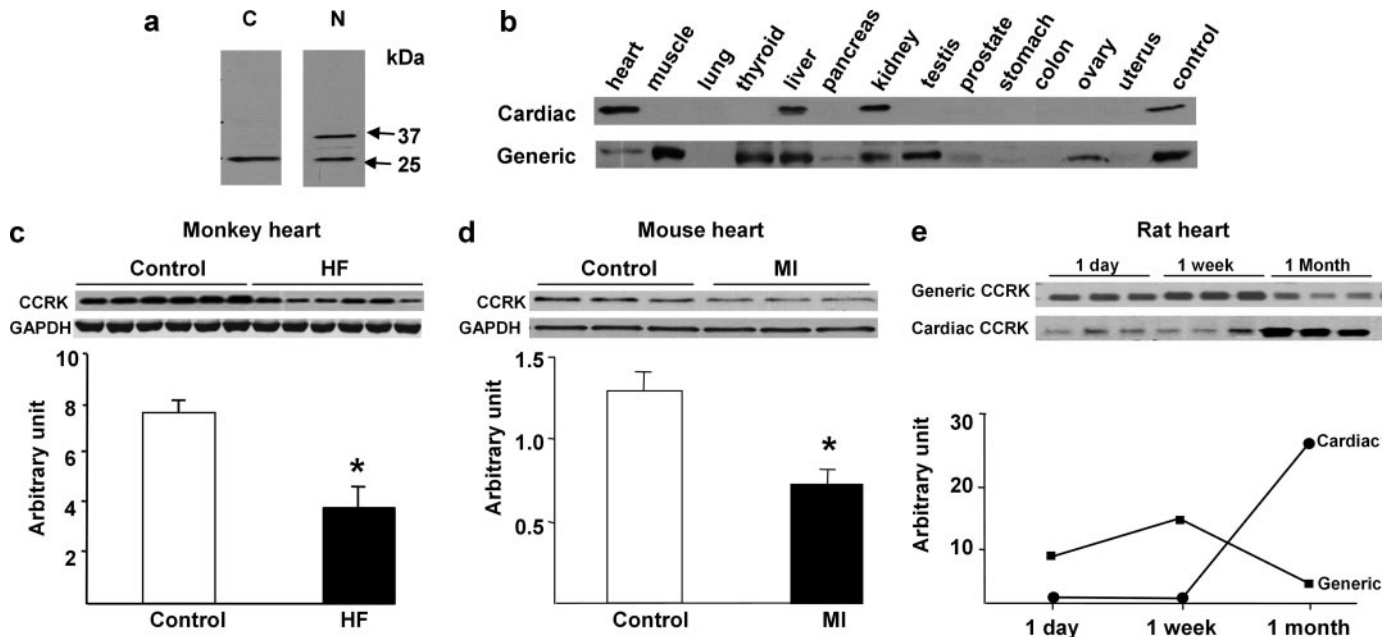 a C N
kDa
37
25
b heart muscle lung thyroid liver pancreas kidney testis prostate stomach colon ovary uterus control
Cardiac
Generic
c Monkey heart
Control HF
CCRK
GAPDH
Arbitrary unit
10
8
6
4
2
*
Control HF
d Mouse heart
Control MI
CCRK
GAPDH
Arbitrary unit
1.5
1.0
0.5
*
Control MI
e Rat heart
1 day 1 week 1 Month
Generic CCRK
Cardiac CCRK
Arbitrary unit
30
20
10
Cardiac
Generic
1 day 1 week 1 month